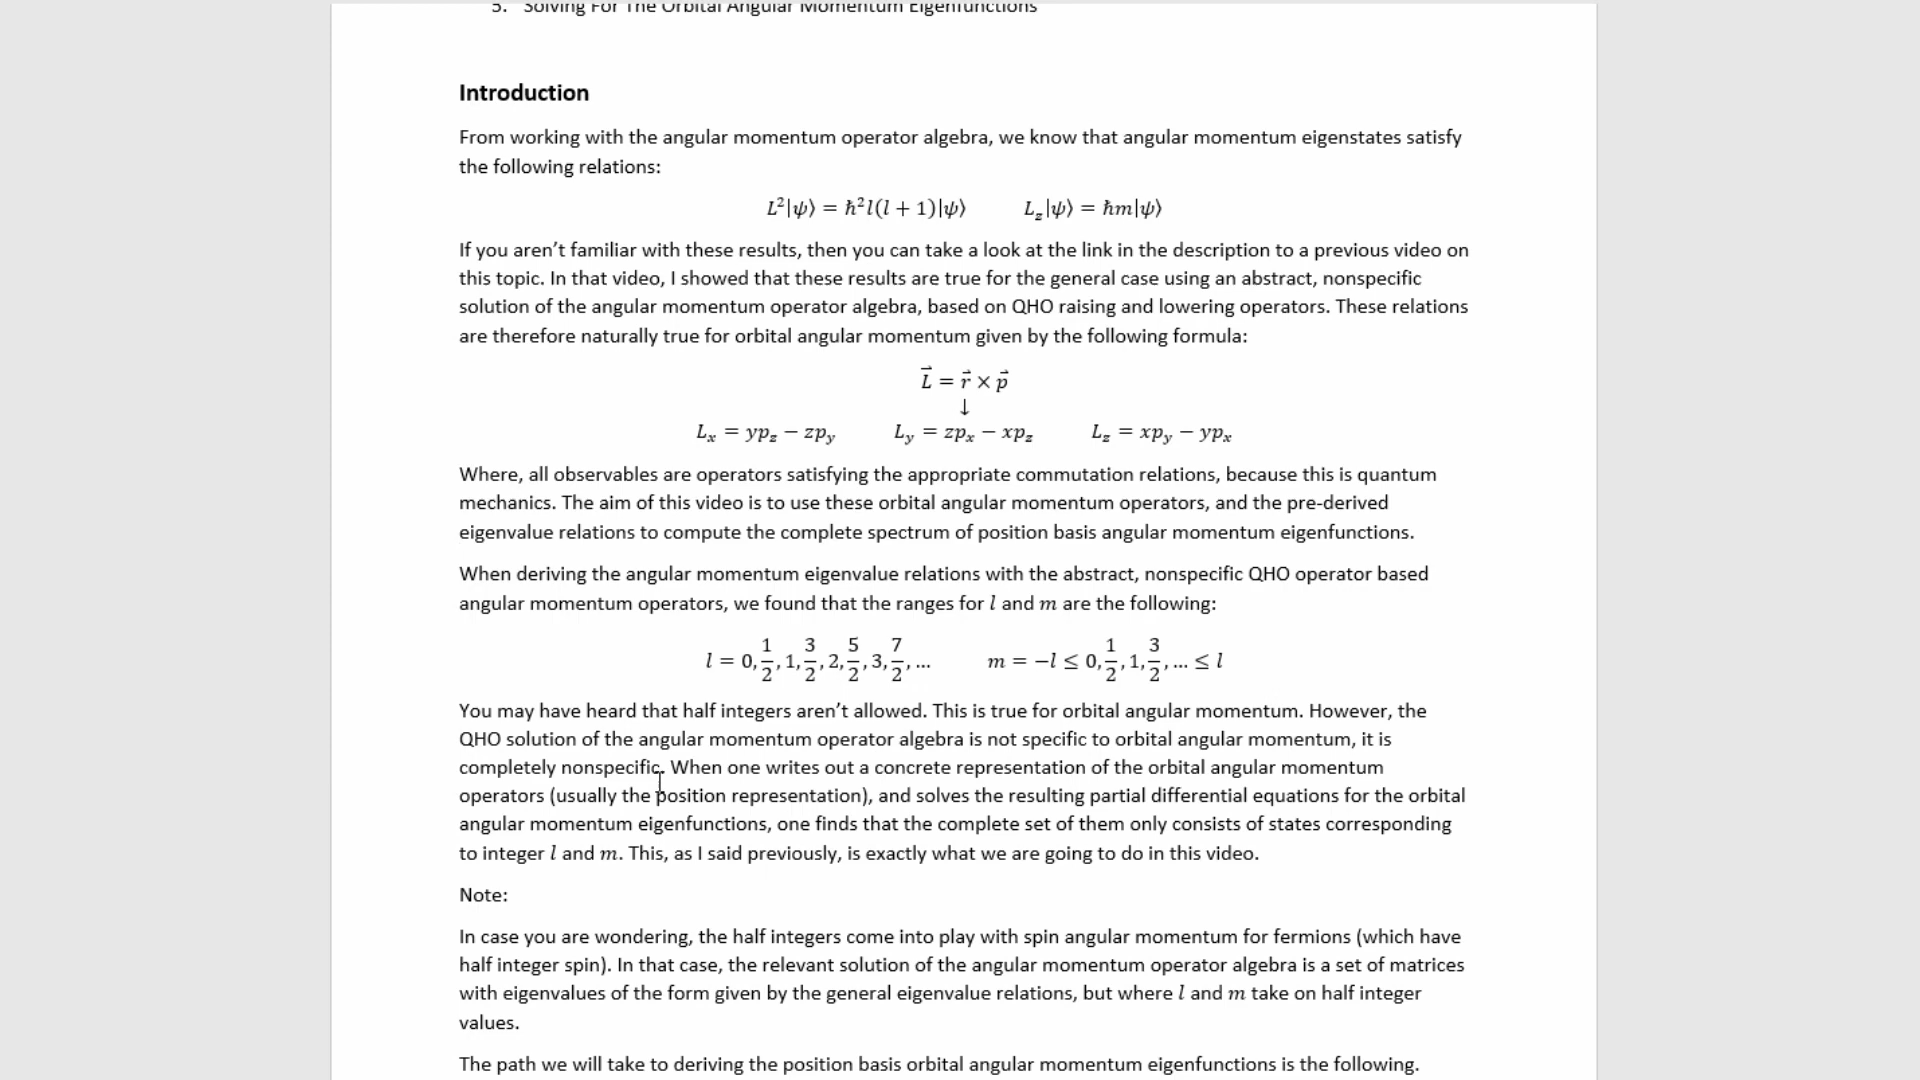 5. Solving For The Orbital Angular Momentum Eigenfunctions
Introduction
From working with the angular momentum operator algebra, we know that angular momentum eigenstates satisfy
the following relations:
L²|ψ⟩ = ħ²l(l + 1)|ψ⟩ L_z|ψ⟩ = ħm|ψ⟩
If you aren’t familiar with these results, then you can take a look at the link in the description to a previous video on
this topic. In that video, I showed that these results are true for the general case using an abstract, nonspecific
solution of the angular momentum operator algebra, based on QHO raising and lowering operators. These relations
are therefore naturally true for orbital angular momentum given by the following formula:
L⃗ = r⃗ × p⃗
↓
L_x = yp_z − zp_y L_y = zp_x − xp_z L_z = xp_y − yp_x
Where, all observables are operators satisfying the appropriate commutation relations, because this is quantum
mechanics. The aim of this video is to use these orbital angular momentum operators, and the pre-derived
eigenvalue relations to compute the complete spectrum of position basis angular momentum eigenfunctions.
When deriving the angular momentum eigenvalue relations with the abstract, nonspecific QHO operator based
angular momentum operators, we found that the ranges for l and m are the following:
l = 0, 1/2, 1, 3/2, 2, 5/2, 3, 7/2, ... m = −l ≤ 0, 1/2, 1, 3/2, ... ≤ l
You may have heard that half integers aren’t allowed. This is true for orbital angular momentum. However, the
QHO solution of the angular momentum operator algebra is not specific to orbital angular momentum, it is
completely nonspecific. When one writes out a concrete representation of the orbital angular momentum
operators (usually the position representation), and solves the resulting partial differential equations for the orbital
angular momentum eigenfunctions, one finds that the complete set of them only consists of states corresponding
to integer l and m. This, as I said previously, is exactly what we are going to do in this video.
Note:
In case you are wondering, the half integers come into play with spin angular momentum for fermions (which have
half integer spin). In that case, the relevant solution of the angular momentum operator algebra is a set of matrices
with eigenvalues of the form given by the general eigenvalue relations, but where l and m take on half integer
values.
The path we will take to deriving the position basis orbital angular momentum eigenfunctions is the following.